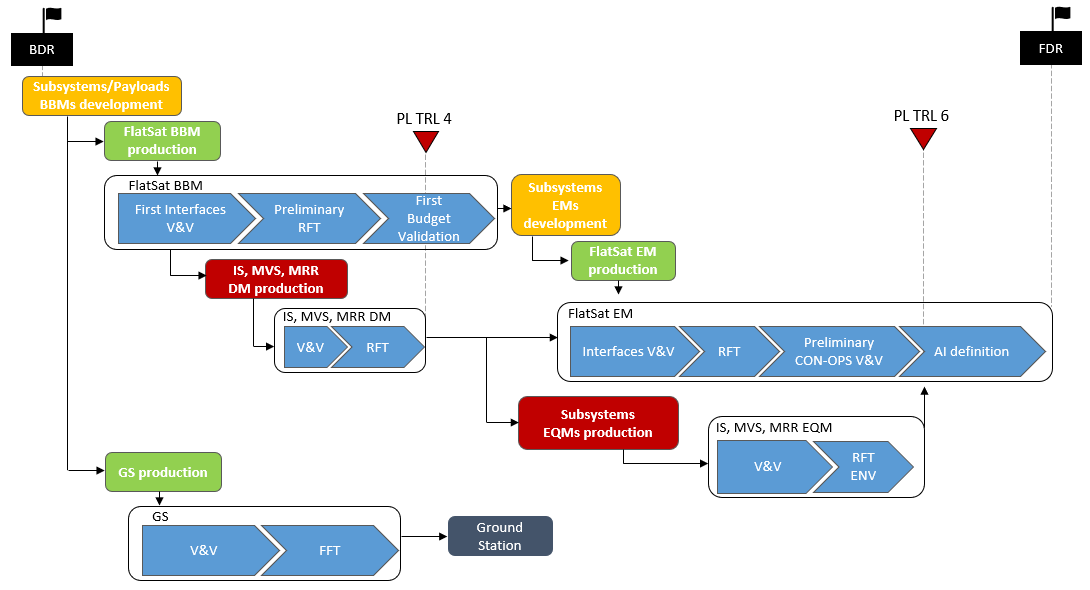 BDR
FDR
Subsystems/Payloads
BBMs development
PL TRL 4
PL TRL 6
FlatSat BBM
production
FlatSat BBM
First Interfaces
V&V
Preliminary
RFT
First
Budget
Validation
Subsystems
EMs
development
FlatSat EM
production
IS, MVS, MRR
DM production
IS, MVS, MRR DM
V&V
RFT
FlatSat EM
Interfaces V&V
RFT
Preliminary
CON-OPS V&V
AI definition
Subsystems
EQMs production
IS, MVS, MRR EQM
V&V
RFT
ENV
GS production
GS
V&V
FFT
Ground
Station